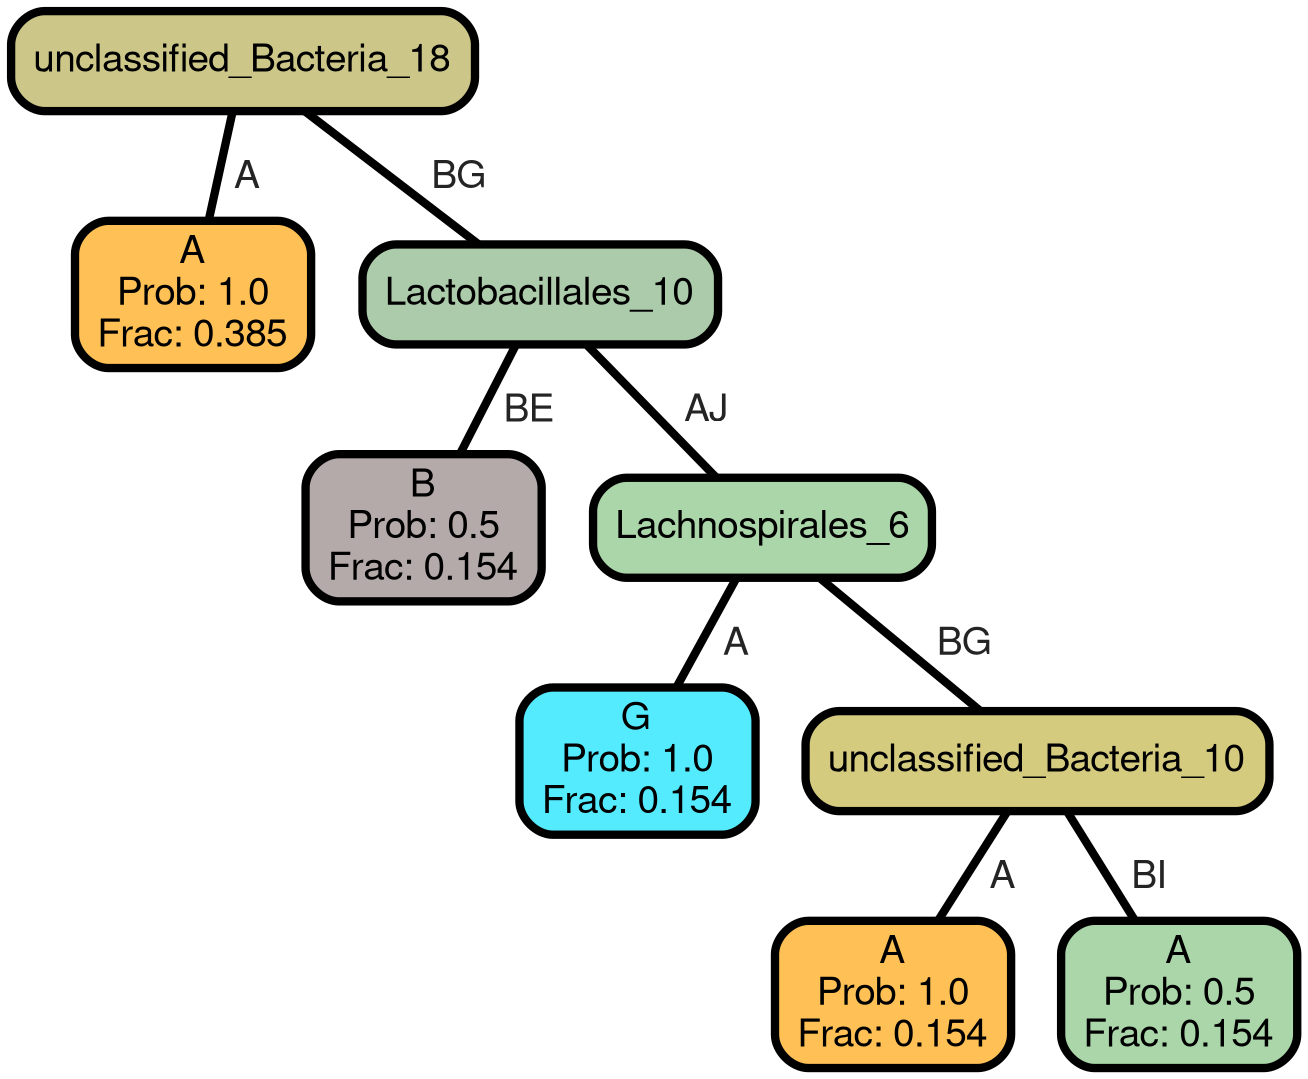 unclassified_Bacteria_18
A
BG
A
Prob: 1.0
Frac: 0.385
Lactobacillales_10
BE
AJ
B
Prob: 0.5
Frac: 0.154
Lachnospirales_6
A
BG
G
Prob: 1.0
Frac: 0.154
unclassified_Bacteria_10
A
BI
A
Prob: 1.0
Frac: 0.154
A
Prob: 0.5
Frac: 0.154